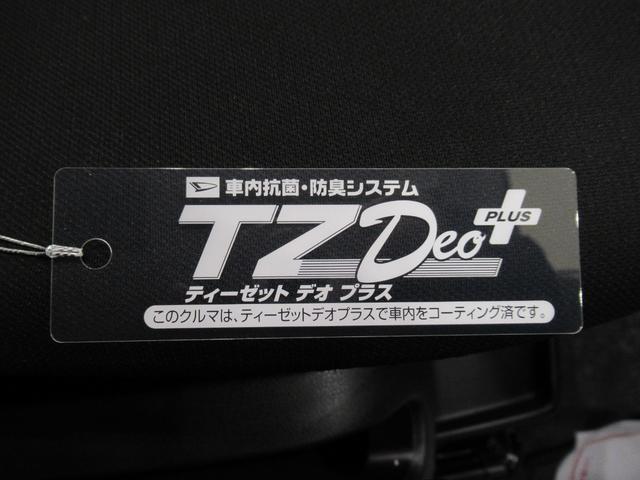 車内抗菌・防臭システム
TZ Deo PLUS
ティーゼット デオ プラス
このクルマは、ティーゼットデオプラスで車内をコーティング済です。